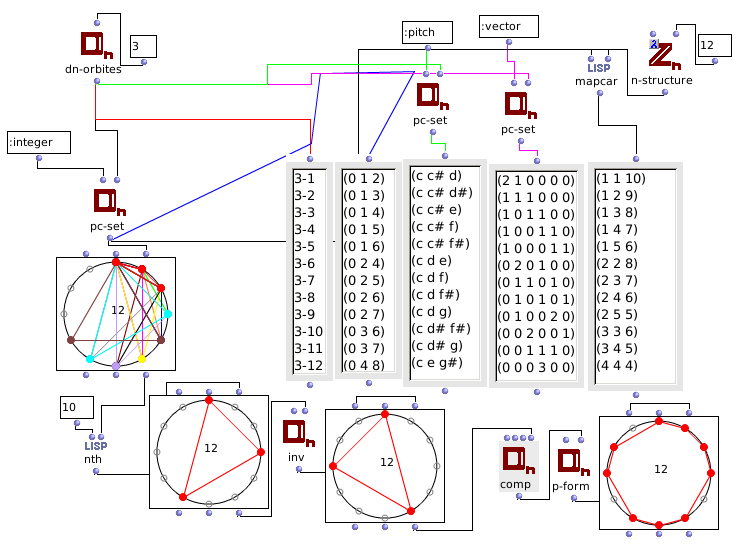 :pitch
:vector
3
12
dn-orbites
LISP
mapcar
n-structure
pc-set
pc-set
:integer
pc-set
3-1
3-2
3-3
3-4
3-5
3-6
3-7
3-8
3-9
3-10
3-11
3-12
(0 1 2)
(0 1 3)
(0 1 4)
(0 1 5)
(0 1 6)
(0 2 4)
(0 2 5)
(0 2 6)
(0 2 7)
(0 3 6)
(0 3 7)
(0 4 8)
(c c# d)
(c c# d#)
(c c# e)
(c c# f)
(c c# f#)
(c d e)
(c d f)
(c d f#)
(c d g)
(c d# f#)
(c d# g)
(c e g#)
(2 1 0 0 0 0)
(1 1 1 0 0 0)
(1 0 1 1 0 0)
(1 0 0 1 1 0)
(1 0 0 0 1 1)
(0 2 0 1 0 0)
(0 1 1 0 1 0)
(0 1 0 1 0 1)
(0 1 0 0 2 0)
(0 0 2 0 0 1)
(0 0 1 1 1 0)
(0 0 0 3 0 0)
(1 1 10)
(1 2 9)
(1 3 8)
(1 4 7)
(1 5 6)
(2 2 8)
(2 3 7)
(2 4 6)
(2 5 5)
(3 3 6)
(3 4 5)
(4 4 4)
12
10
LISP
nth
12
inv
12
comp
p-form
12